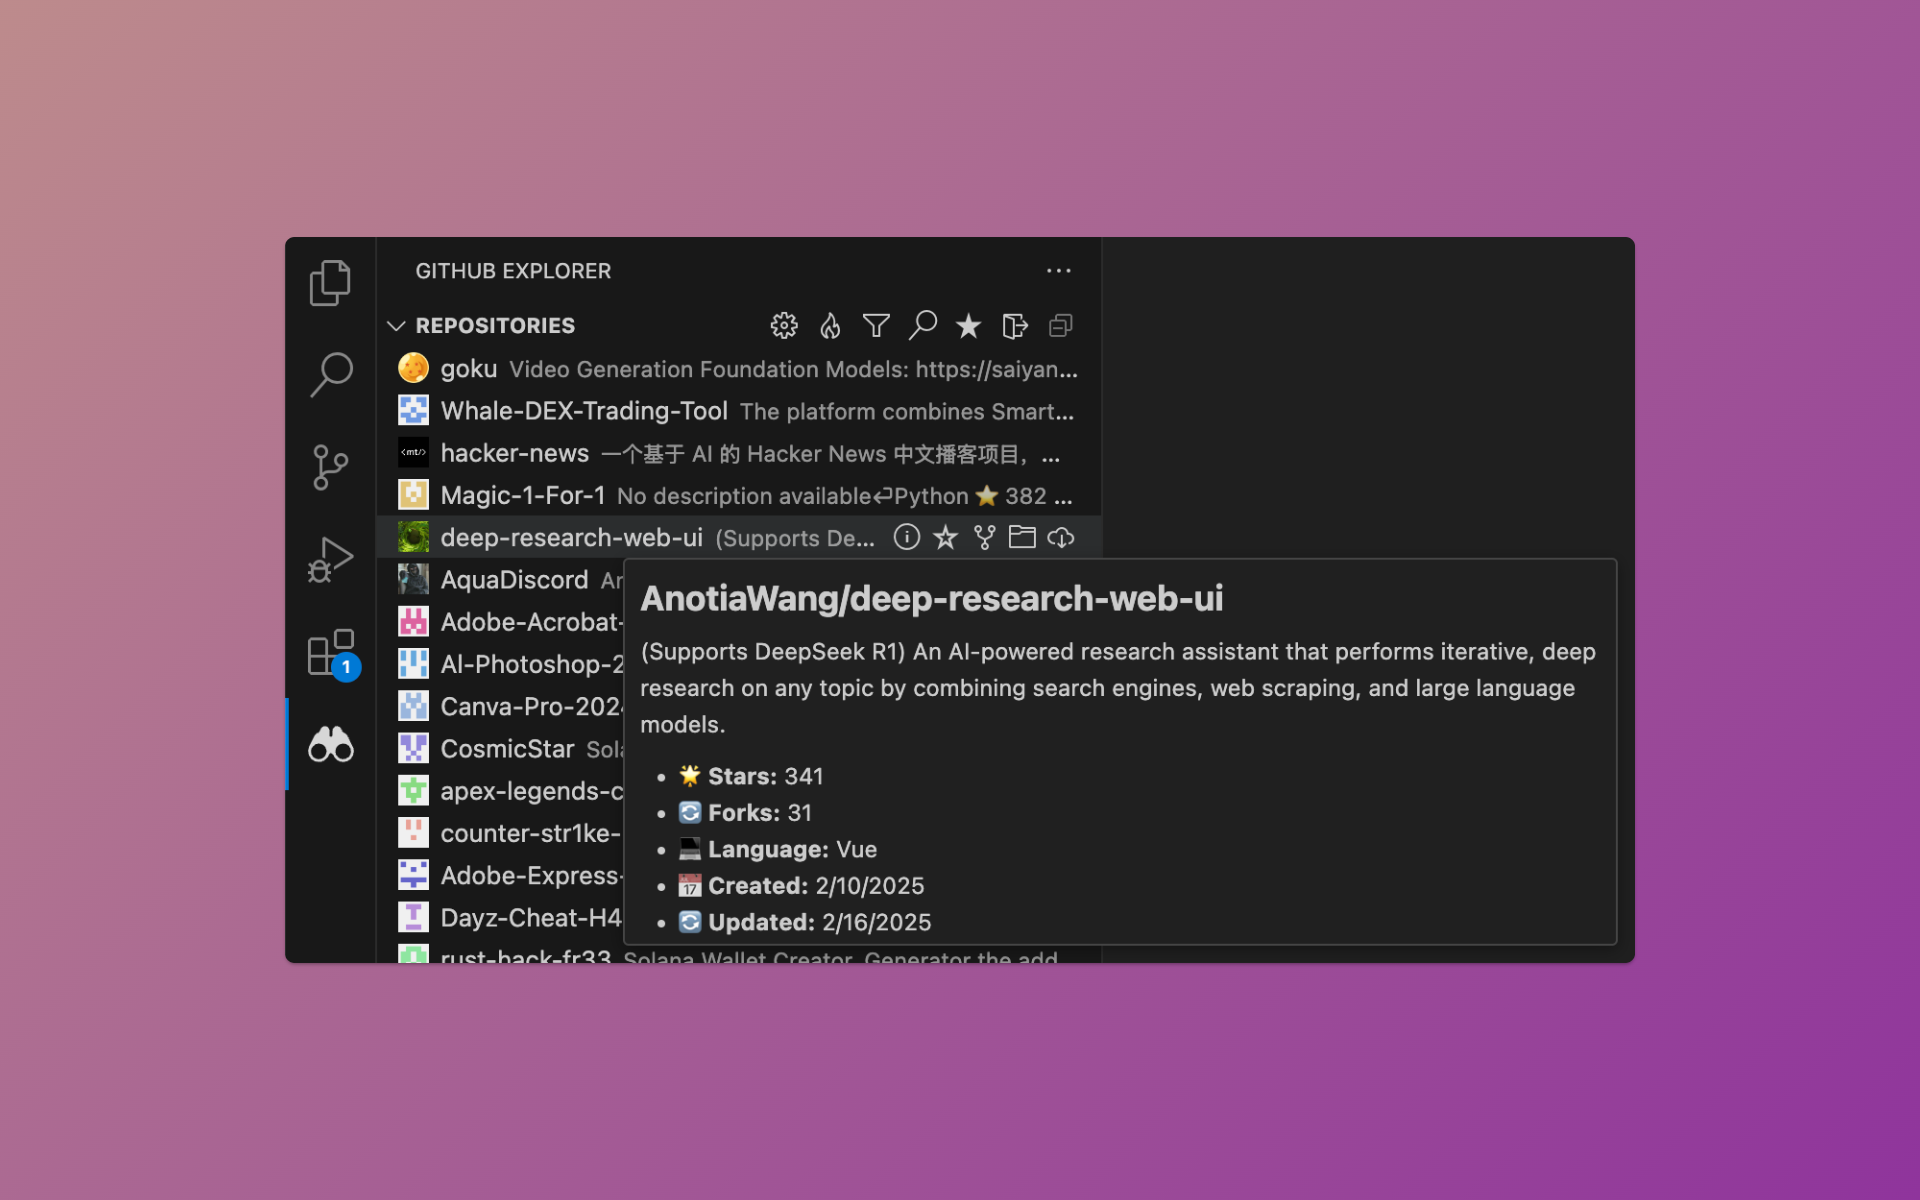 GITHUB EXPLORER
REPOSITORIES
goku Video Generation Foundation Models: https://saiyan...
Whale-DEX-Trading-Tool The platform combines Smart...
<mt/> hacker-news 一个基于 AI 的 Hacker News 中文播客项目，...
Magic-1-For-1 No description available↵Python ⭐ 382 ...
deep-research-web-ui (Supports De...
AquaDiscord Ar
Adobe-Acrobat-
AI-Photoshop-2
Canva-Pro-202
CosmicStar Sol
apex-legends-c
counter-str1ke-
Adobe-Express-
Dayz-Cheat-H4
rust-hack-fr33 Solana Wallet Creator, Generator the add
1
AnotiaWang/deep-research-web-ui
(Supports DeepSeek R1) An AI-powered research assistant that performs iterative, deep
research on any topic by combining search engines, web scraping, and large language
models.
• 🌟 Stars: 341
• 🔄 Forks: 31
• 💻 Language: Vue
• 📅 Created: 2/10/2025
• 🔄 Updated: 2/16/2025